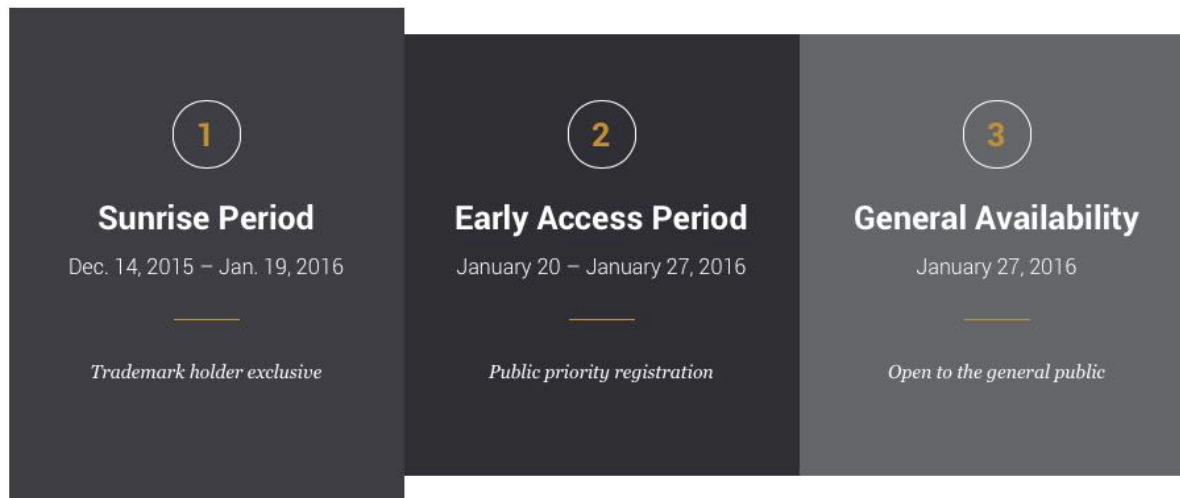 1
Sunrise Period
Dec. 14, 2015 – Jan. 19, 2016
Trademark holder exclusive
2
Early Access Period
January 20 – January 27, 2016
Public priority registration
3
General Availability
January 27, 2016
Open to the general public